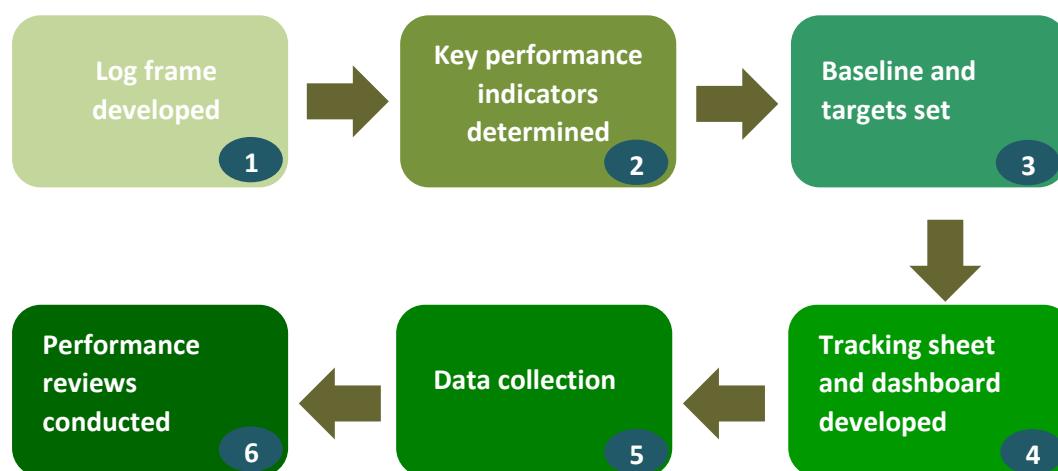 Log frame
developed
1
Key performance
indicators
determined
2
Baseline and
targets set
3
Tracking sheet
and dashboard
developed
4
Data collection
5
Performance
reviews
conducted
6